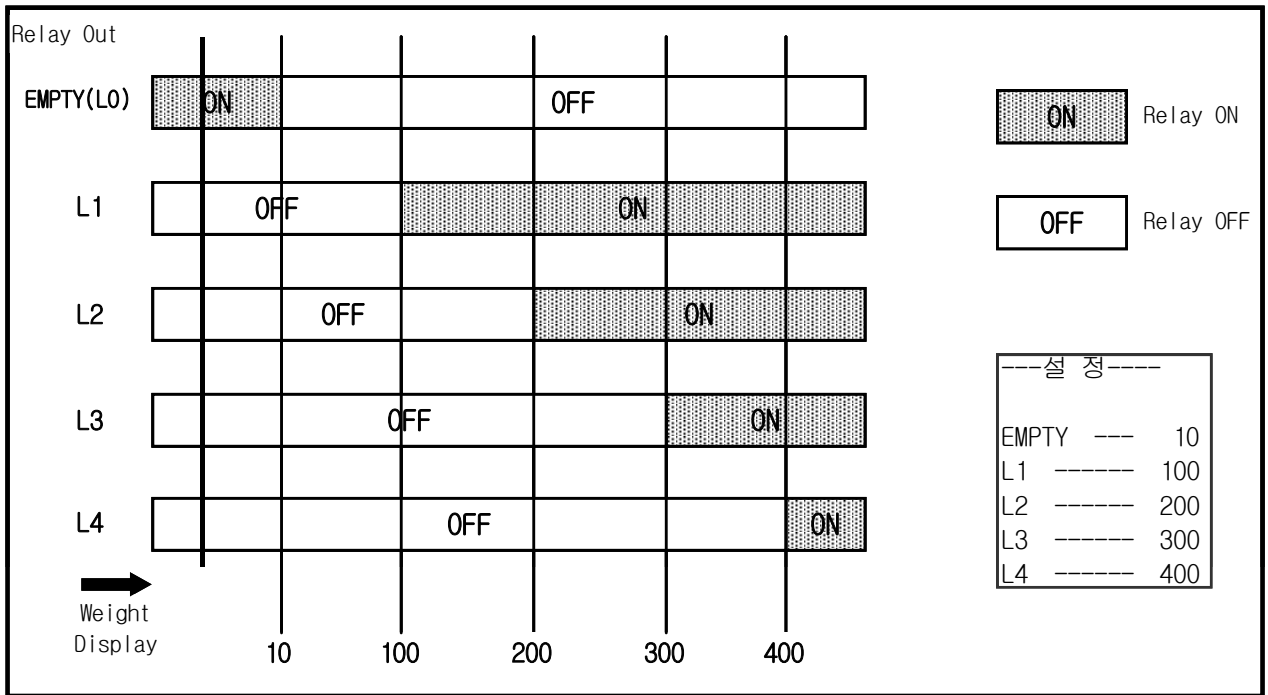 Relay Out
EMPTY(L0) ON OFF
ON Relay ON
L1 OFF ON
OFF Relay OFF
L2 OFF ON
L3 OFF ON
L4 OFF ON
Weight
Display
10 100 200 300 400
---설 정----
EMPTY --- 10
L1 ------ 100
L2 ------ 200
L3 ------ 300
L4 ------ 400